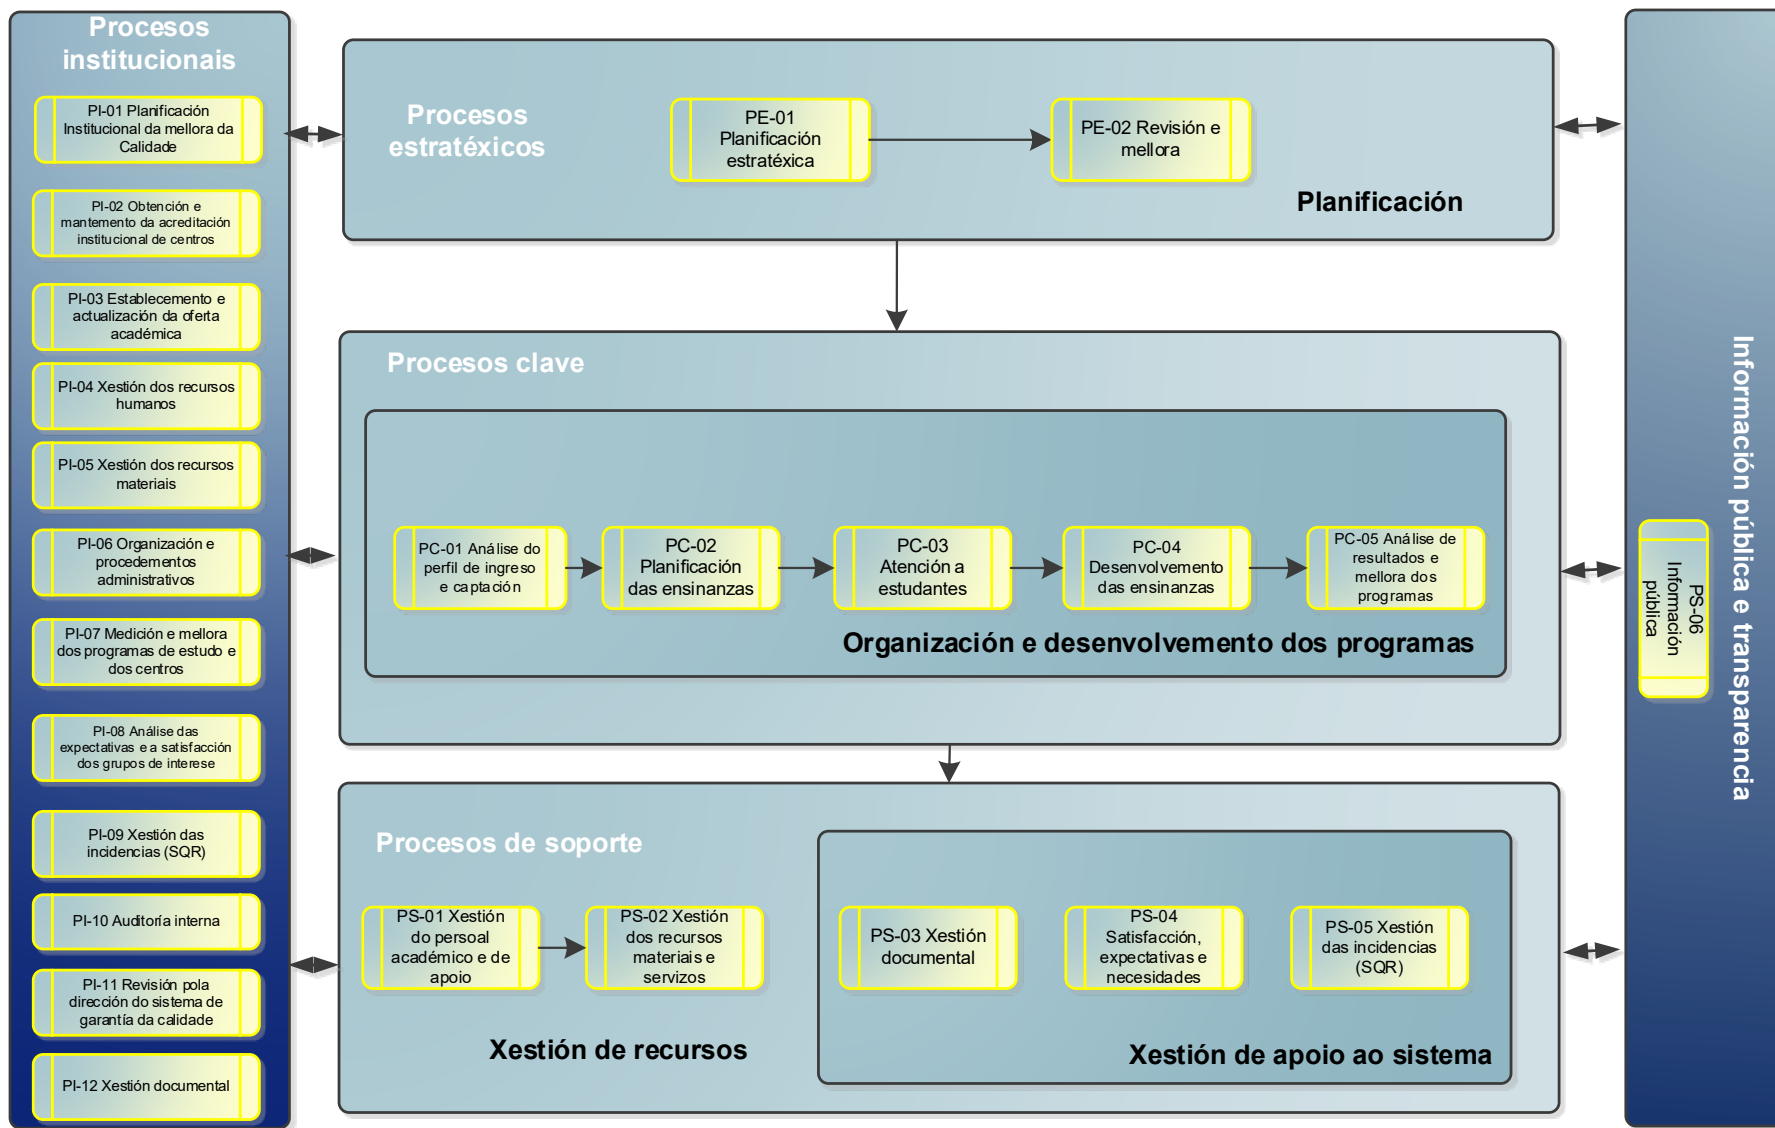 Procesos
institucionais
PI-01 Planificación
Institucional da mellora da
Calidade
PI-02 Obtención e
mantemento da acreditación
institucional de centros
PI-03 Establecemento e
actualización da oferta
académica
PI-04 Xestión dos recursos
humanos
PI-05 Xestión dos recursos
materiais
PI-06 Organización e
procedementos
administrativos
PI-07 Medición e mellora
dos programas de estudo e
dos centros
PI-08 Análise das
expectativas e a satisfacción
dos grupos de interese
PI-09 Xestión das
incidencias (SQR)
PI-10 Auditoría interna
PI-11 Revisión pola
dirección do sistema de
garantía da calidade
PI-12 Xestión documental
Procesos
estratéxicos
PE-01
Planificación
estratéxica
PE-02 Revisión e
mellora
Planificación
Procesos clave
PC-01 Análise do
perfil de ingreso
e captación
PC-02
Planificación
das ensinanzas
PC-03
Atención a
estudantes
PC-04
Desenvolvemento
das ensinanzas
PC-05 Análise de
resultados e
mellora dos
programas
Organización e desenvolvemento dos programas
Procesos de soporte
PS-01 Xestión
do persoal
académico e de
apoio
PS-02 Xestión
dos recursos
materiais e
servizos
Xestión de recursos
PS-03 Xestión
documental
PS-04
Satisfacción,
expectativas e
necesidades
PS-05 Xestión
das incidencias
(SQR)
Xestión de apoio ao sistema
PS-06
Información
pública
Información pública e transparencia